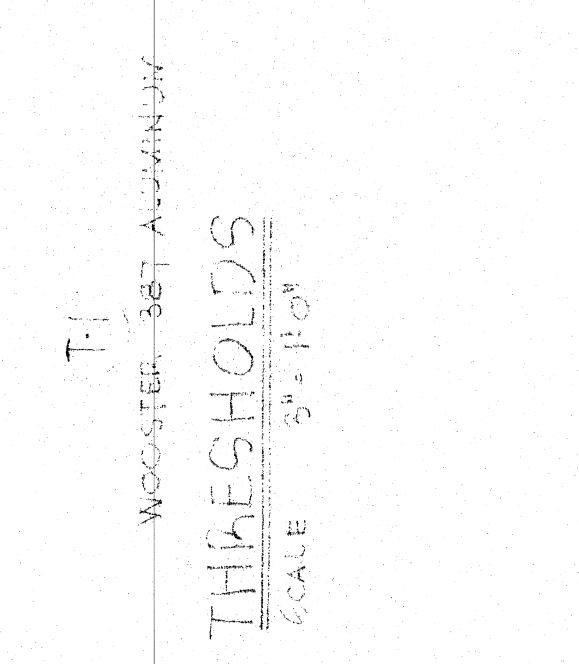 T-1
WOOSTER 387 ALUMINUM
THRESHOLDS
SCALE 3" = 1'-0"